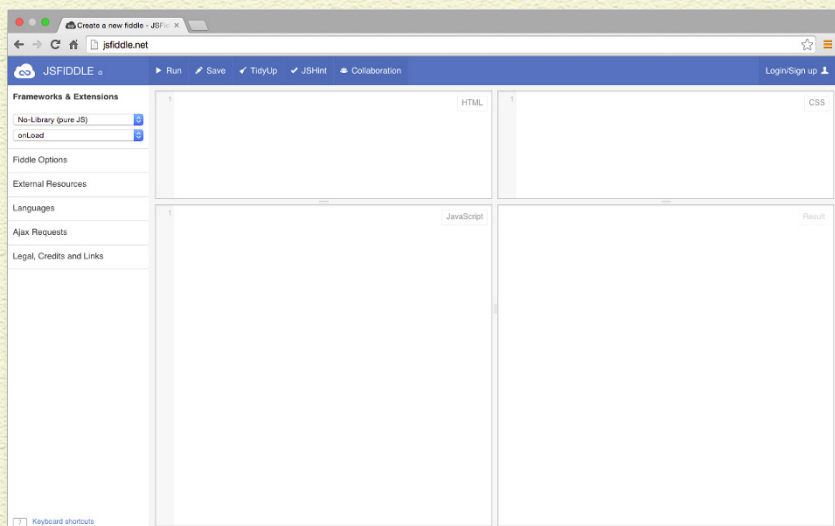 Create a new fiddle - JSFid
jsfiddle.net
JSFIDDLE α
Run Save TidyUp JSHint Collaboration Login/Sign up
Frameworks & Extensions
No-Library (pure JS)
onLoad
Fiddle Options
External Resources
Languages
Ajax Requests
Legal, Credits and Links
? Keyboard shortcuts
1 HTML
1 CSS
1 JavaScript
Result